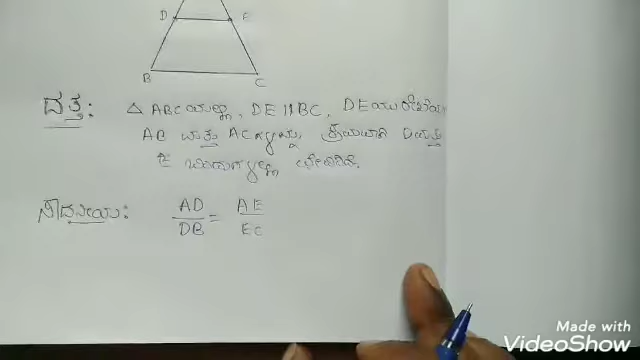 D E
B C
ದತ್ತ: △ ABC ಯಲ್ಲಿ, DE || BC, DE ಯು ರೇಖೆಯು
AB ಮತ್ತು AC ಗಳನ್ನು ಕ್ರಮವಾಗಿ D ಮತ್ತು
E ಬಿಂದುಗಳಲ್ಲಿ ಛೇದಿಸಿದೆ.
ಸಾಧನೀಯ: AD/DB = AE/EC
Made with
VideoShow